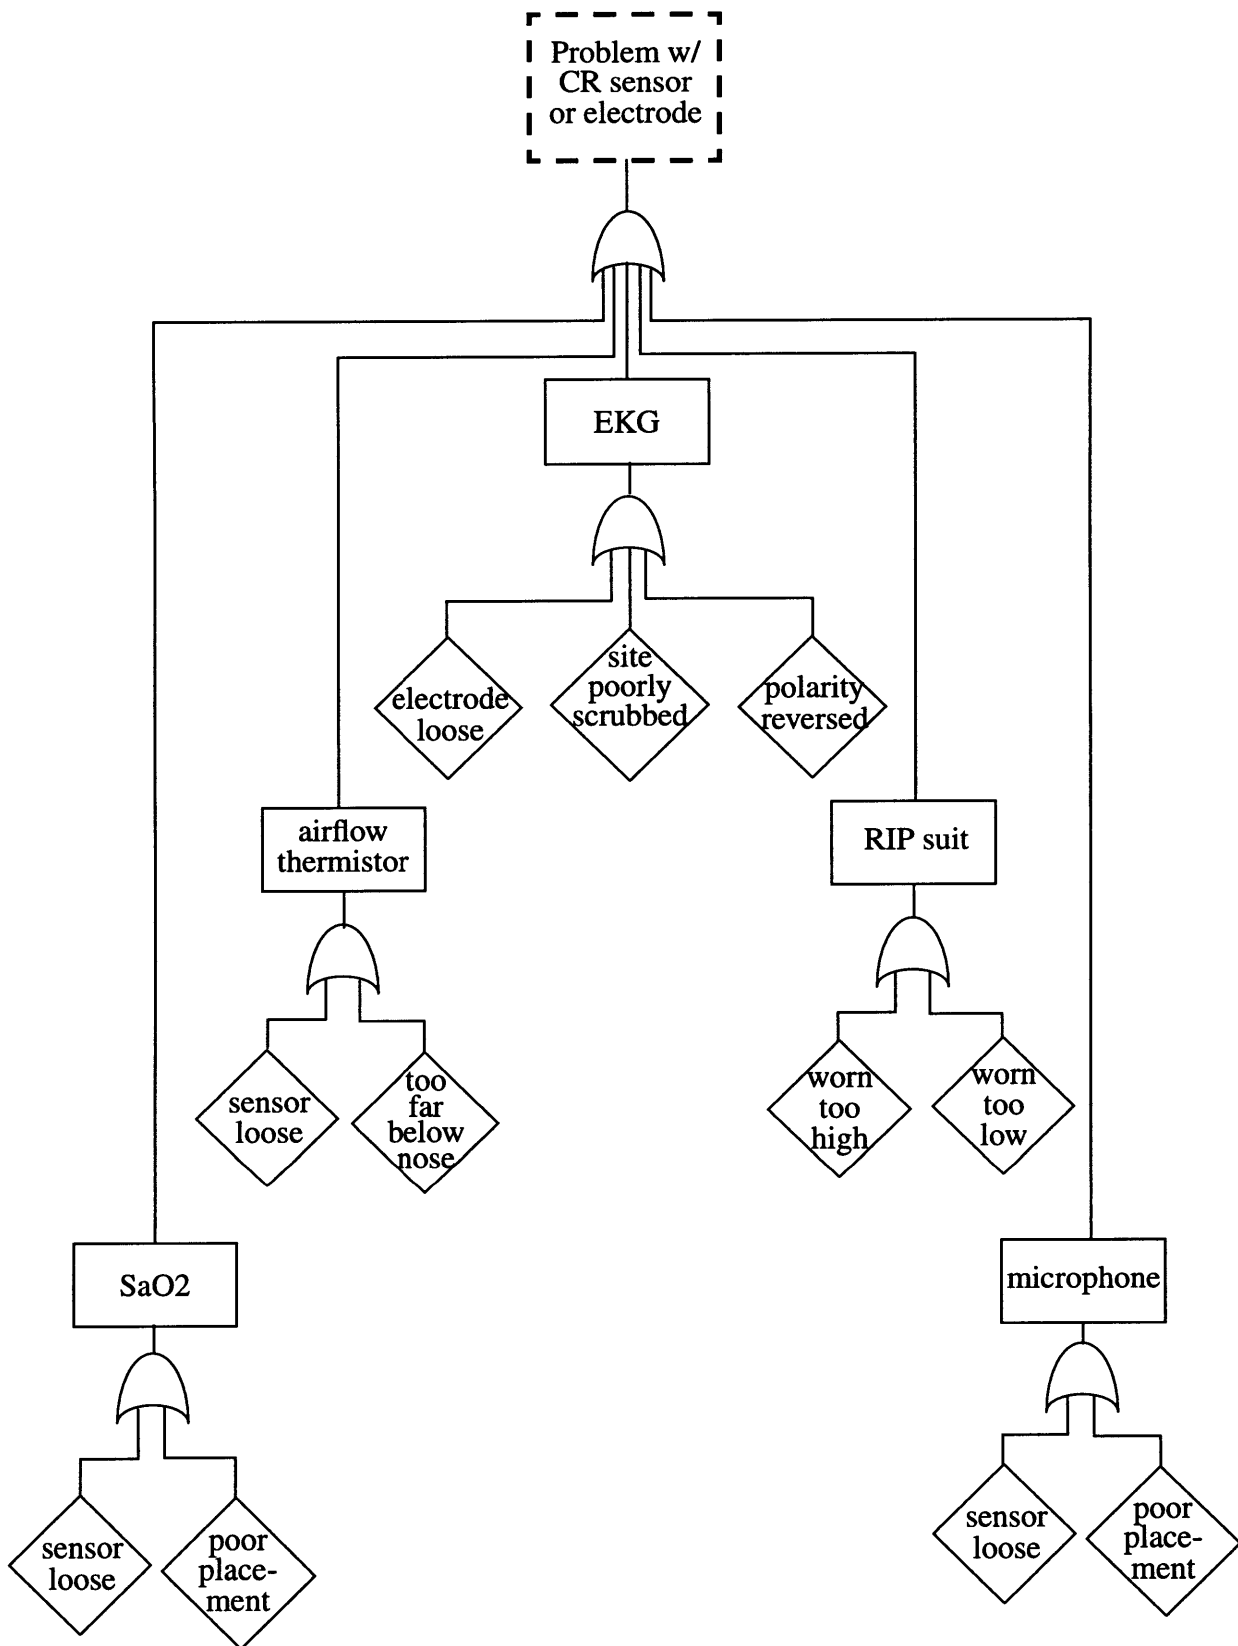 Problem w/
CR sensor
or electrode
EKG
electrode
loose
site
poorly
scrubbed
polarity
reversed
airflow
thermistor
RIP suit
sensor
loose
too
far
below
nose
worn
too
high
worn
too
low
SaO2
microphone
sensor
loose
poor
place-
ment
sensor
loose
poor
place-
ment